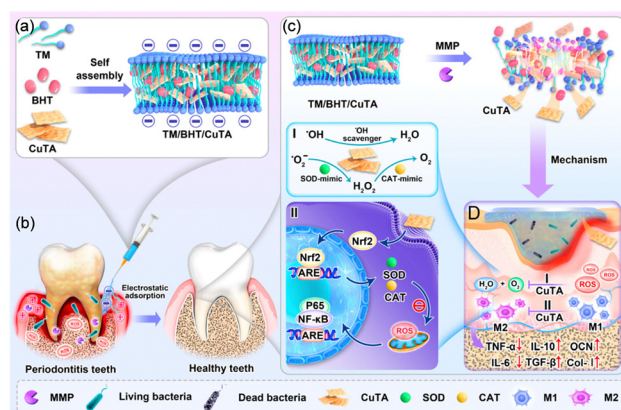 (a)
TM
BHT
CuTA
Self
assembly
TM/BHT/CuTA
(b)
Electrostatic
adsorption
Periodontitis teeth
Healthy teeth
(c)
TM/BHT/CuTA
MMP
CuTA
Mechanism
I
·OH
·OH
scavenger
H₂O
·O₂⁻
SOD-mimic
H₂O₂
CAT-mimic
O₂
II
Nrf2
Nrf2
ARE
SOD
CAT
P65
NF-κB
ARE
ROS
D
H₂O + O₂
I
CuTA
ROS
ROS
ROS
II
CuTA
M2
M1
TNF-α↓ IL-10↑ OCN↑
IL-6 ↓ TGF-β↑ Col-I↑
MMP
Living bacteria
Dead bacteria
CuTA
SOD
CAT
M1
M2